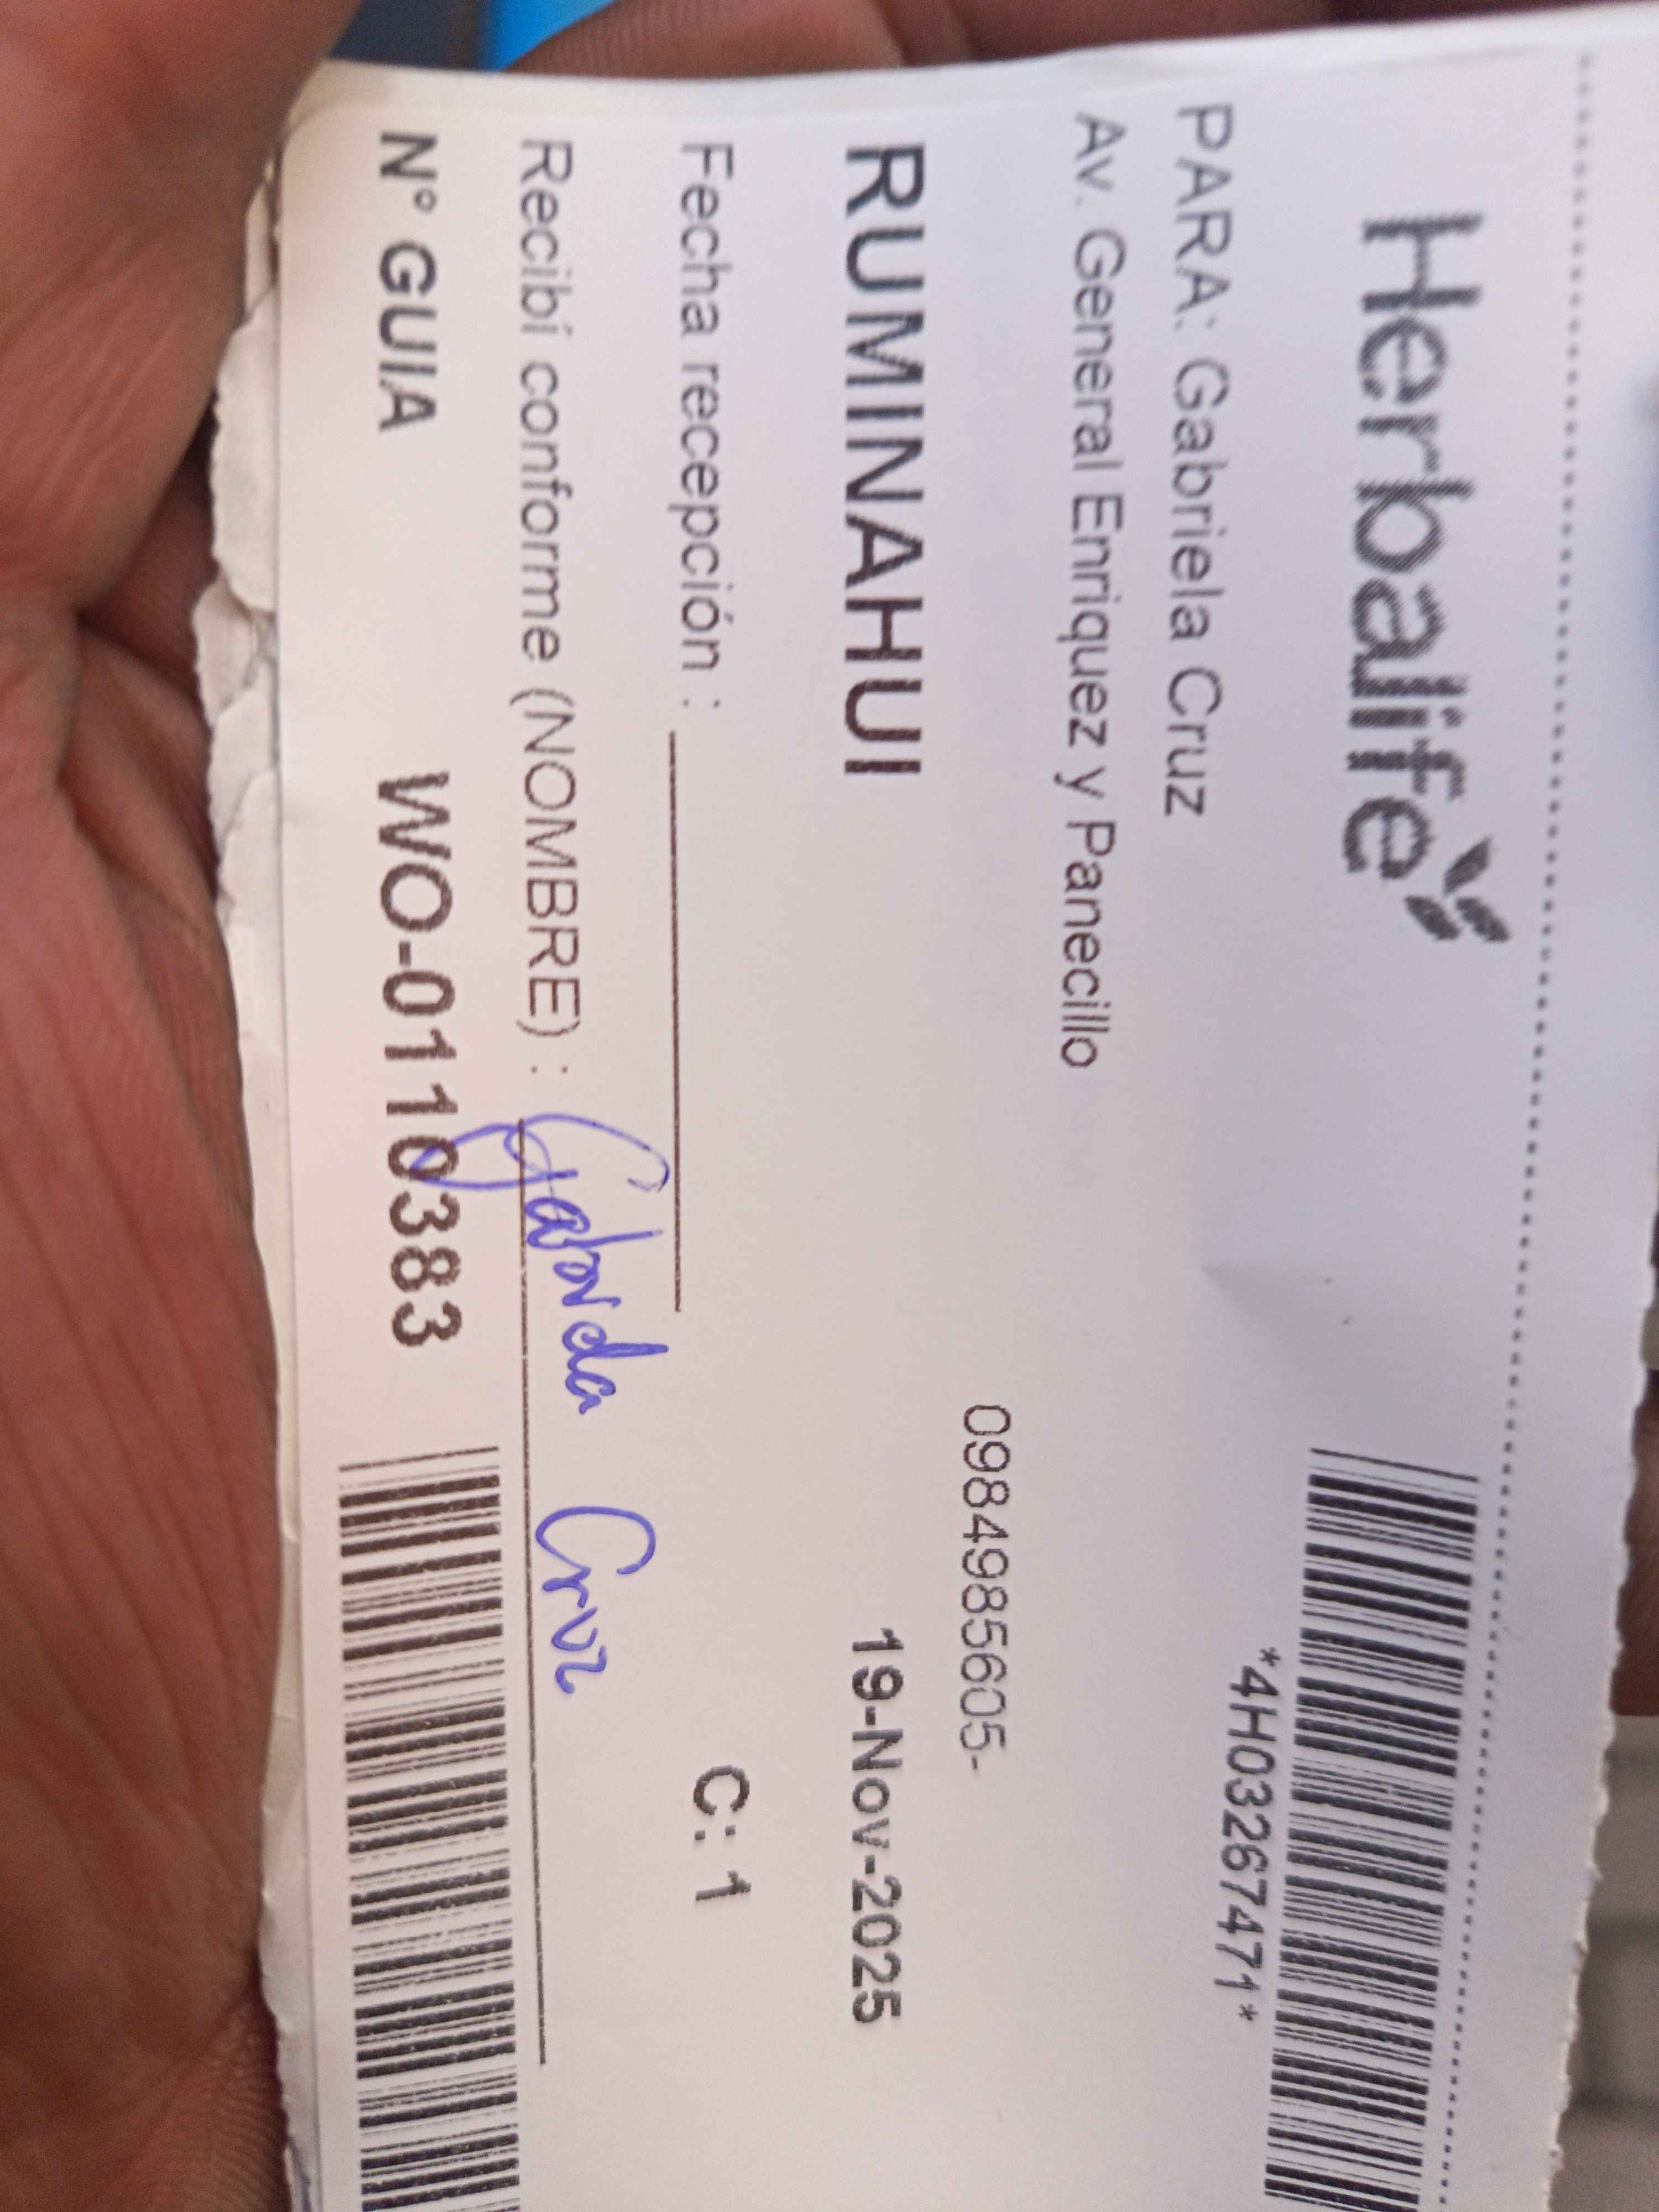 Herbalife
*4H03267471*
PARA: Gabriela Cruz
Av. General Enriquez y Panecillo
0984985605-
RUMINAHUI 19-Nov-2025
Fecha recepción : C: 1
Recibí conforme (NOMBRE) : Gabriela Cruz
N° GUIA WO-0110383